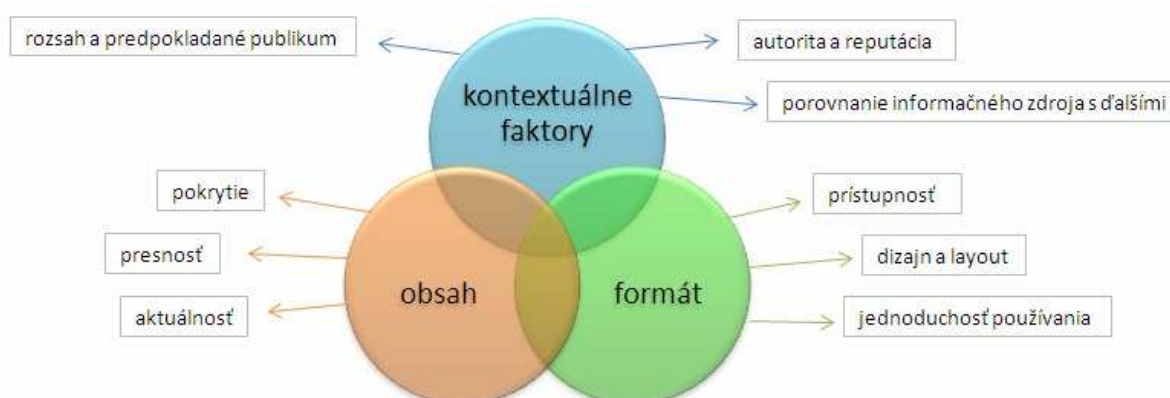 rozsah a predpokladané publikum
autorita a reputácia
kontextuálne
faktory
porovnanie informačného zdroja s ďalšími
pokrytie
prístupnosť
presnosť
dizajn a layout
obsah
formát
aktuálnosť
jednoduchosť používania